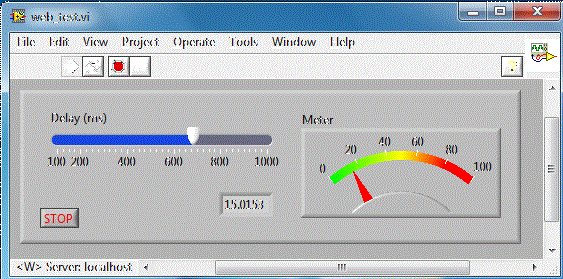 web_test.vi
File Edit View Project Operate Tools Window Help
Delay (ms)
100 200 400 600 800 1000
Meter
0 20 40 60 80 100
15.0153
STOP
<W> Server: localhost